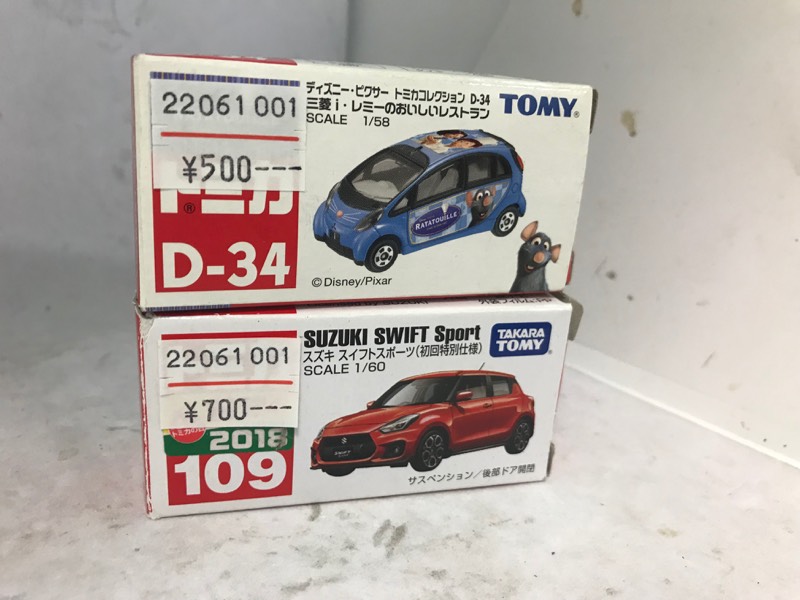 22061 001
¥500---
ディズニー・ピクサー トミカコレクション D-34
三菱 i・レミーのおいしいレストラン
SCALE 1/58
TOMY®
トミカ®
D-34
RATATOUILLE
©Disney/Pixar
22061 001
¥700---
SUZUKI SWIFT Sport
スズキ スイフトスポーツ(初回特別仕様)
SCALE 1/60
TAKARA TOMY
2018
109
SWIFT
サスペンション/後部ドア開閉